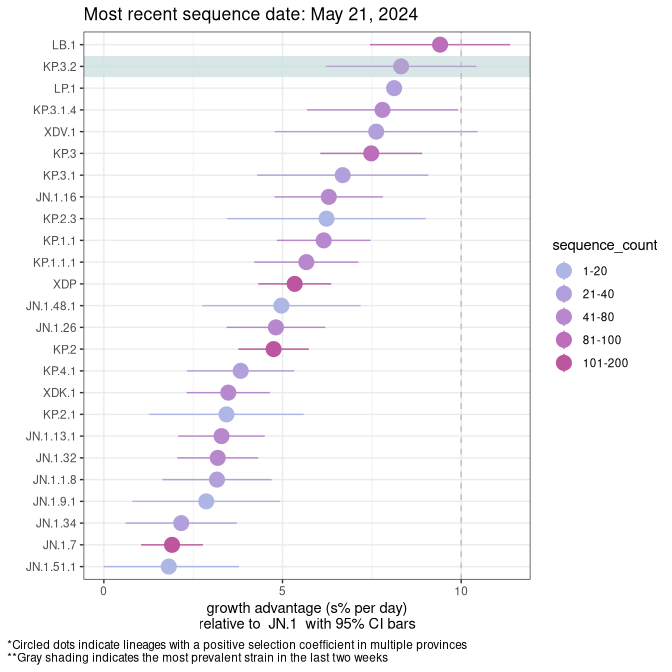 Most recent sequence date: May 21, 2024
LB.1
KP.3.2
LP.1
KP.3.1.4
XDV.1
KP.3
KP.3.1
JN.1.16
KP.2.3
KP.1.1
KP.1.1.1
XDP
JN.1.48.1
JN.1.26
KP.2
KP.4.1
XDK.1
KP.2.1
JN.1.13.1
JN.1.32
JN.1.1.8
JN.1.9.1
JN.1.34
JN.1.7
JN.1.51.1
0 5 10
growth advantage (s% per day)
relative to JN.1 with 95% CI bars
sequence_count
1-20
21-40
41-80
81-100
101-200
*Circled dots indicate lineages with a positive selection coefficient in multiple provinces
**Gray shading indicates the most prevalent strain in the last two weeks